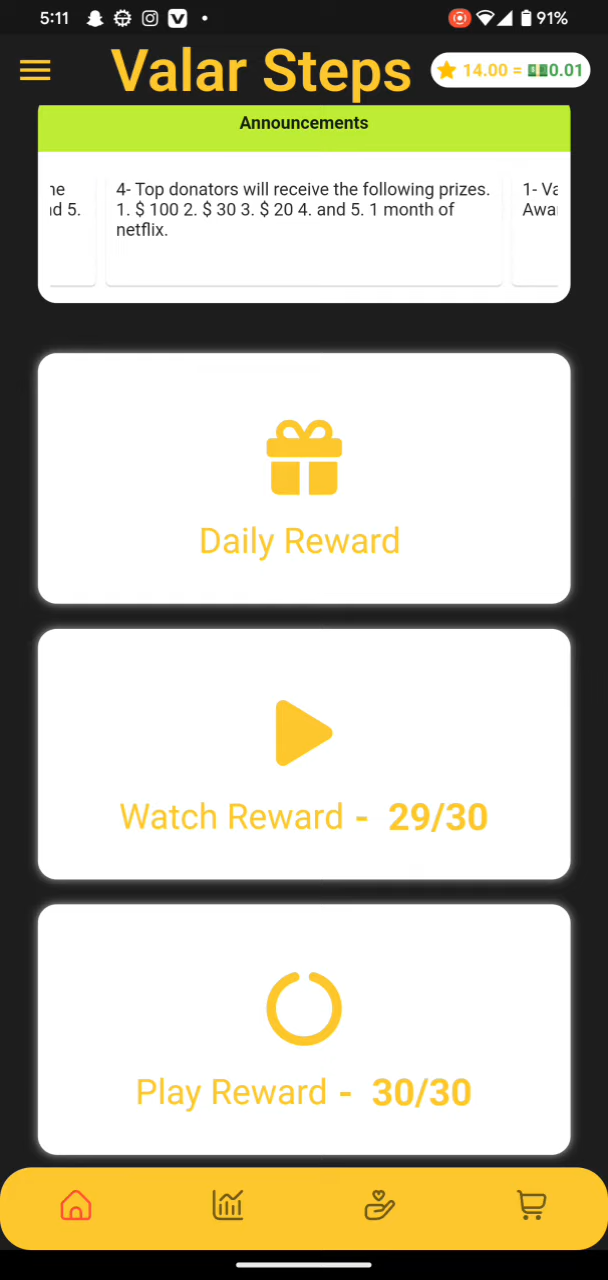 5:11
91%
Valar Steps
14.00 = 0.01
Announcements
4- Top donators will receive the following prizes.
1. $ 100 2. $ 30 3. $ 20 4. and 5. 1 month of
netflix.
5.
1-
Daily Reward
Watch Reward - 29/30
Play Reward - 30/30